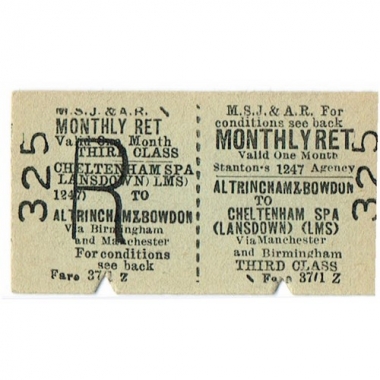 325
M.S.J. & A.R.
MONTHLY RET
Valid One Month
THIRD CLASS
CHELTENHAM SPA
(LANSDOWN) (LMS)
1247) TO
ALTRINCHAM&BOWDON
Via Birmingham
and Manchester
For conditions
see back
Fare 37/1 Z
R
M.S.J. & A.R. For
conditions see back
MONTHLY RET
Valid One Month
Stanton's 1247 Agency
ALTRINCHAM&BOWDON
TO
CHELTENHAM SPA
(LANSDOWN) (LMS)
Via Manchester
and Birmingham
THIRD CLASS
Fare 37/1 Z
325